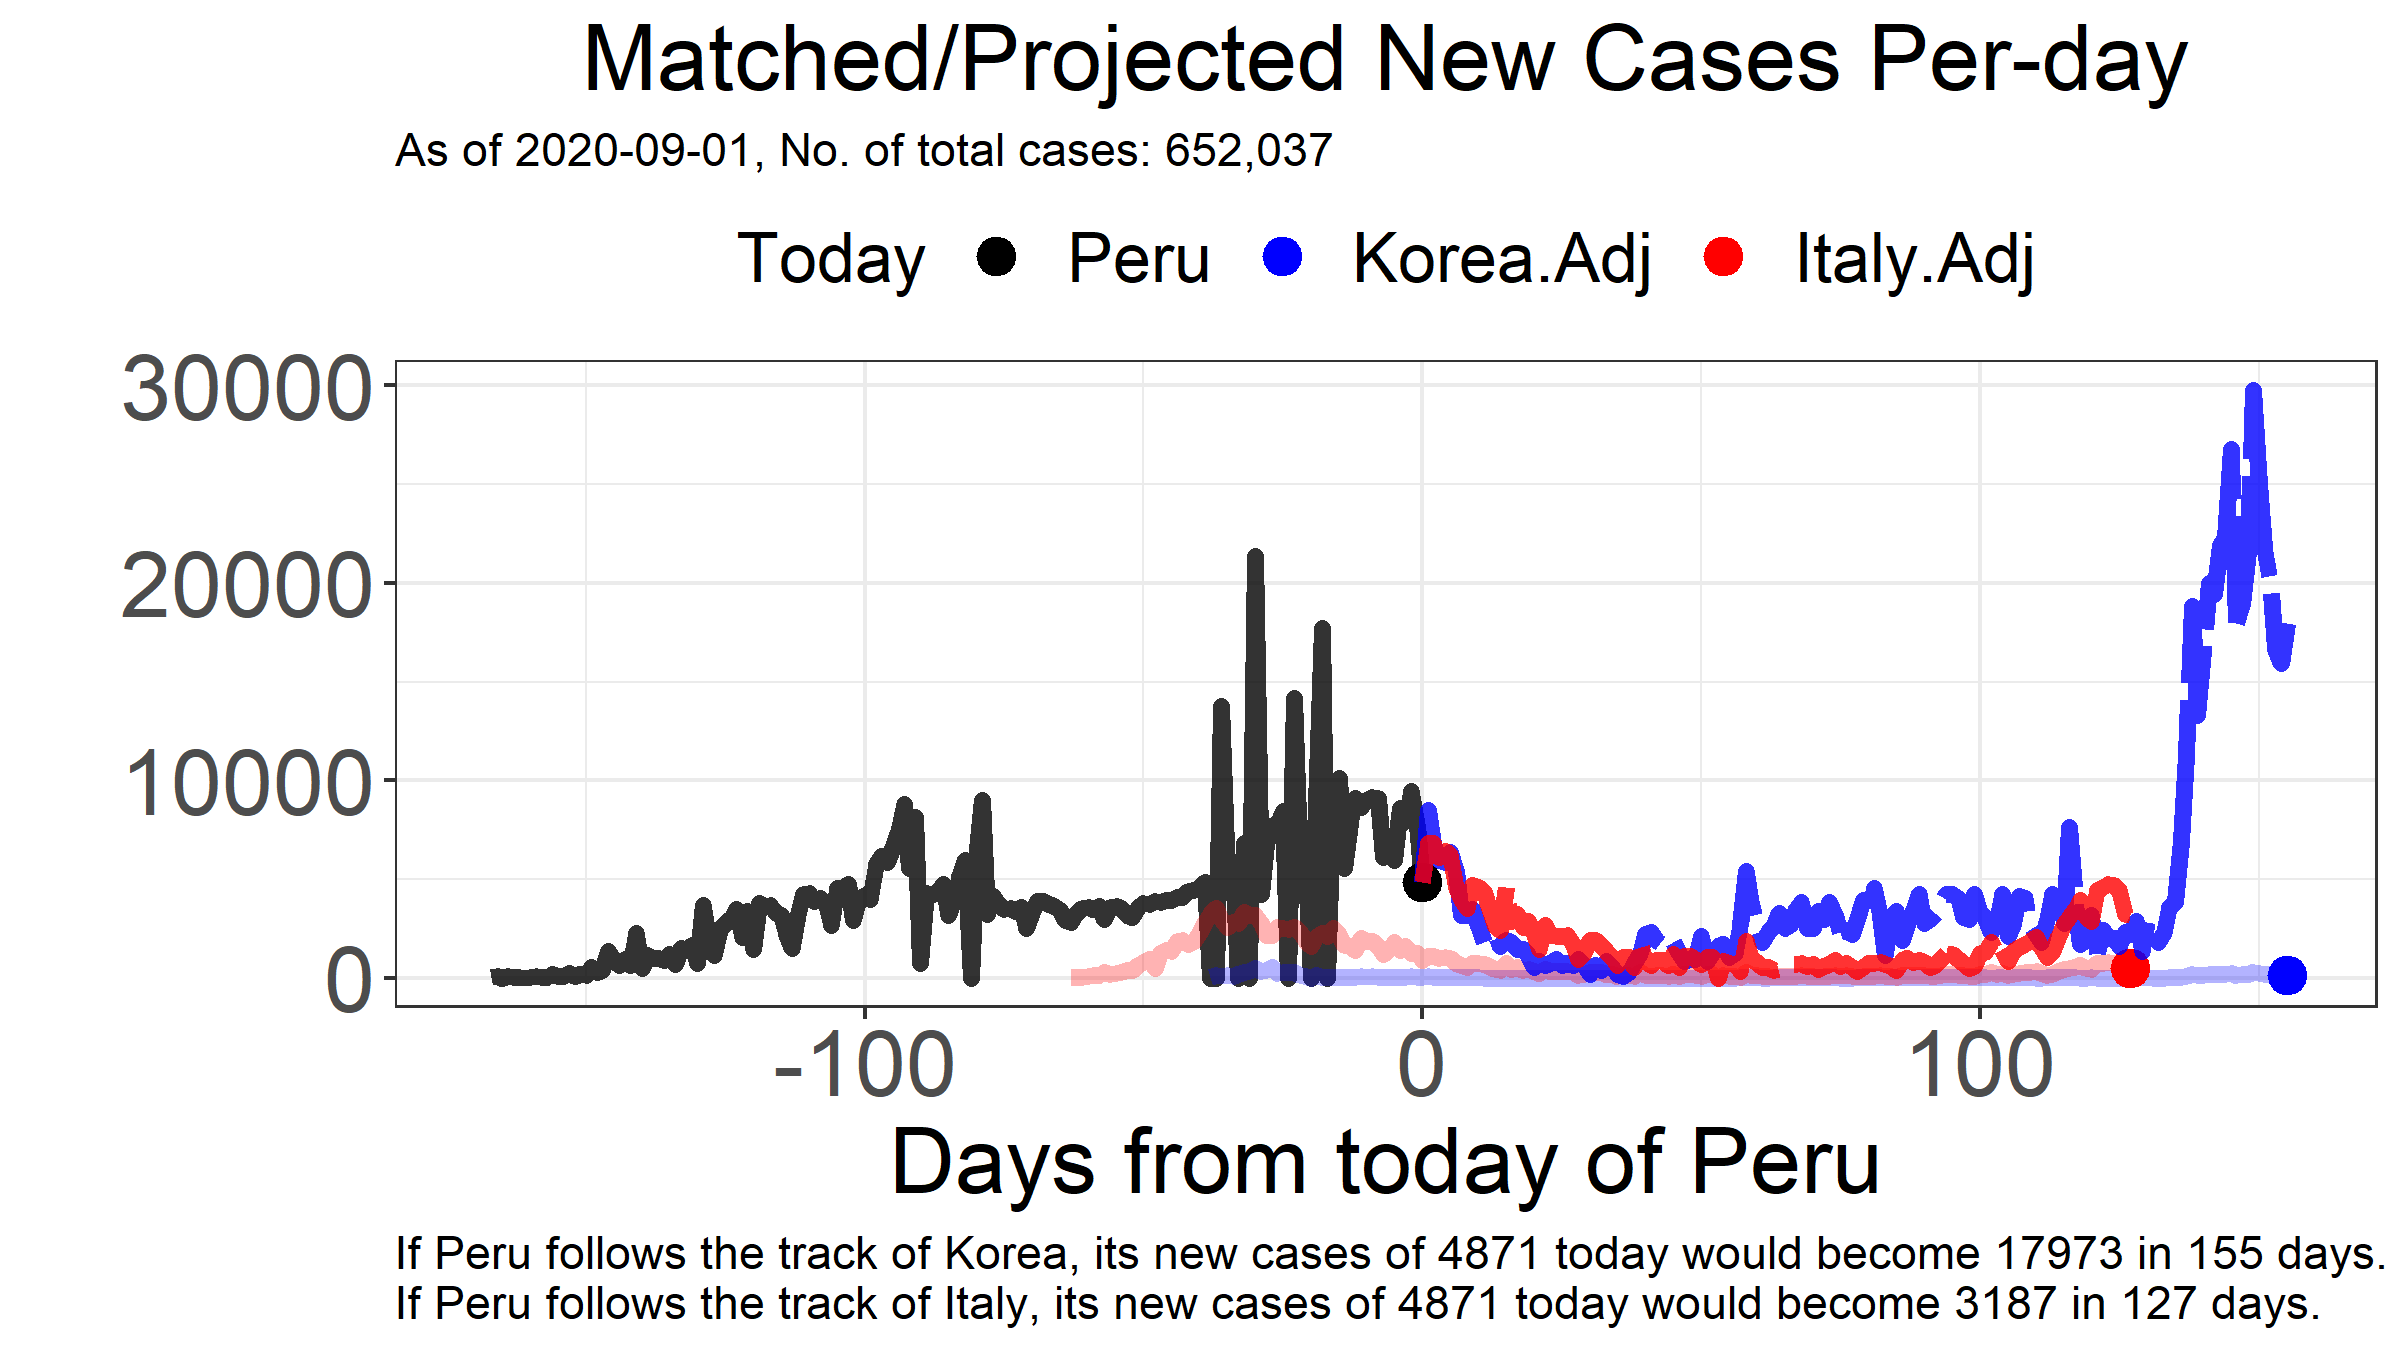 Matched/Projected New Cases Per-day
As of 2020-09-01, No. of total cases: 652,037
Today Peru Korea.Adj Italy.Adj
30000
20000
10000
0
-100 0 100
Days from today of Peru
If Peru follows the track of Korea, its new cases of 4871 today would become 17973 in 155 days.
If Peru follows the track of Italy, its new cases of 4871 today would become 3187 in 127 days.